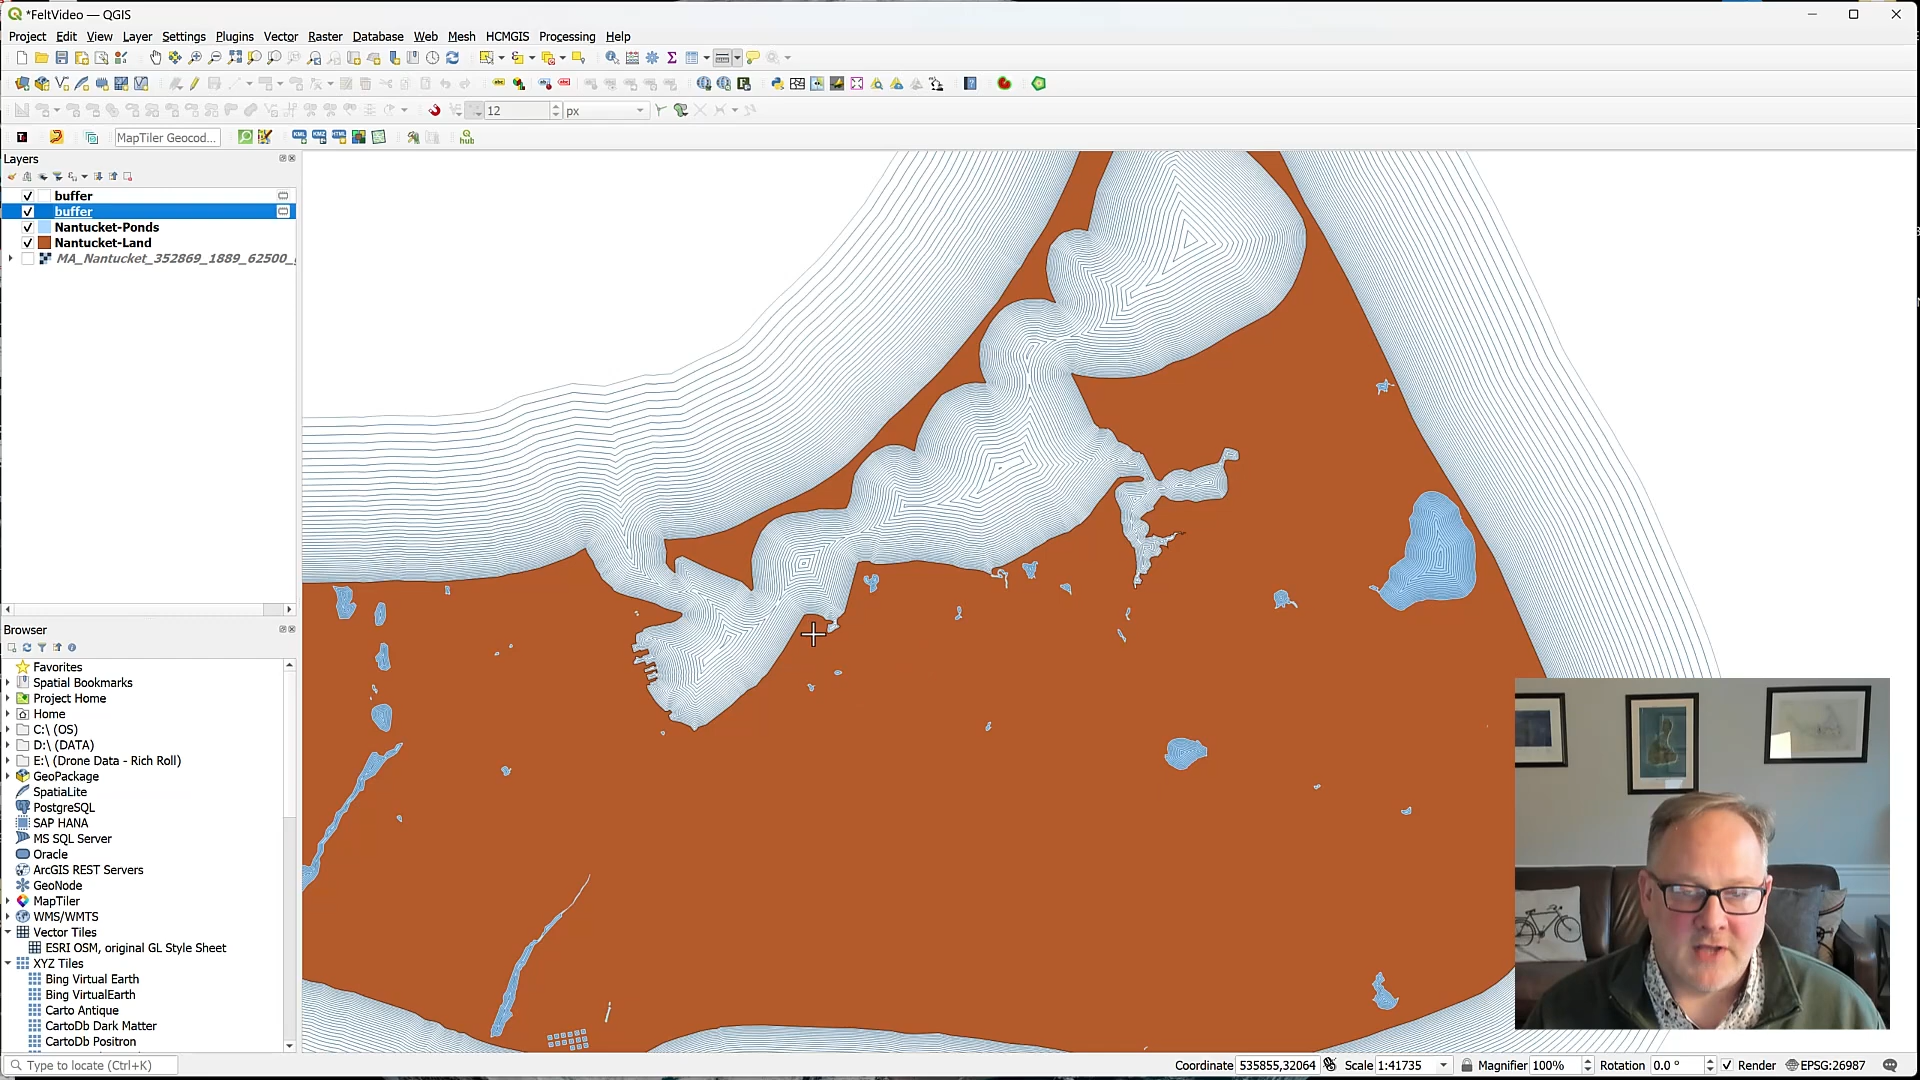 *FeltVideo — QGIS
Project Edit View Layer Settings Plugins Vector Raster Database Web Mesh HCMGIS Processing Help
12 px
MapTiler Geocod...
KML KMZ HTML
hub
Layers
buffer
buffer
Nantucket-Ponds
Nantucket-Land
MA_Nantucket_352869_1889_62500_
Browser
Favorites
Spatial Bookmarks
Project Home
Home
C:\ (OS)
D:\ (DATA)
E:\ (Drone Data - Rich Roll)
GeoPackage
SpatiaLite
PostgreSQL
SAP HANA
MS SQL Server
Oracle
ArcGIS REST Servers
GeoNode
MapTiler
WMS/WMTS
Vector Tiles
ESRI OSM, original GL Style Sheet
XYZ Tiles
Bing Virtual Earth
Bing VirtualEarth
Carto Antique
CartoDb Dark Matter
CartoDb Positron
Type to locate (Ctrl+K)
Coordinate 535855,32064 Scale 1:41735 Magnifier 100% Rotation 0.0 ° Render EPSG:26987